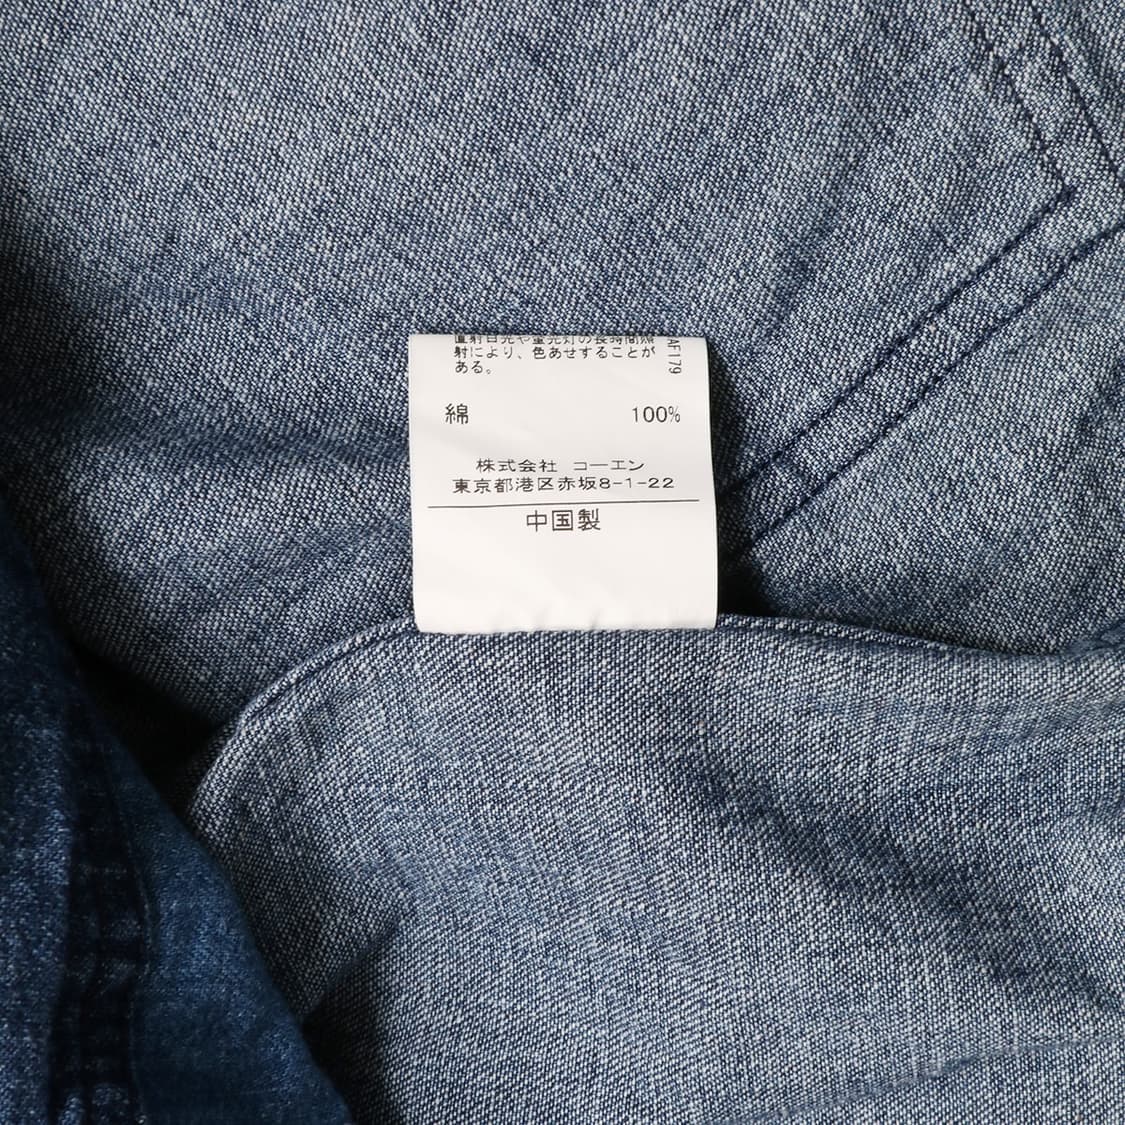 直射日光や蛍光灯の長時間照
射により、色あせすることが
ある。
AF179
綿 100%
株式会社 コーエン
東京都港区赤坂8-1-22
中国製